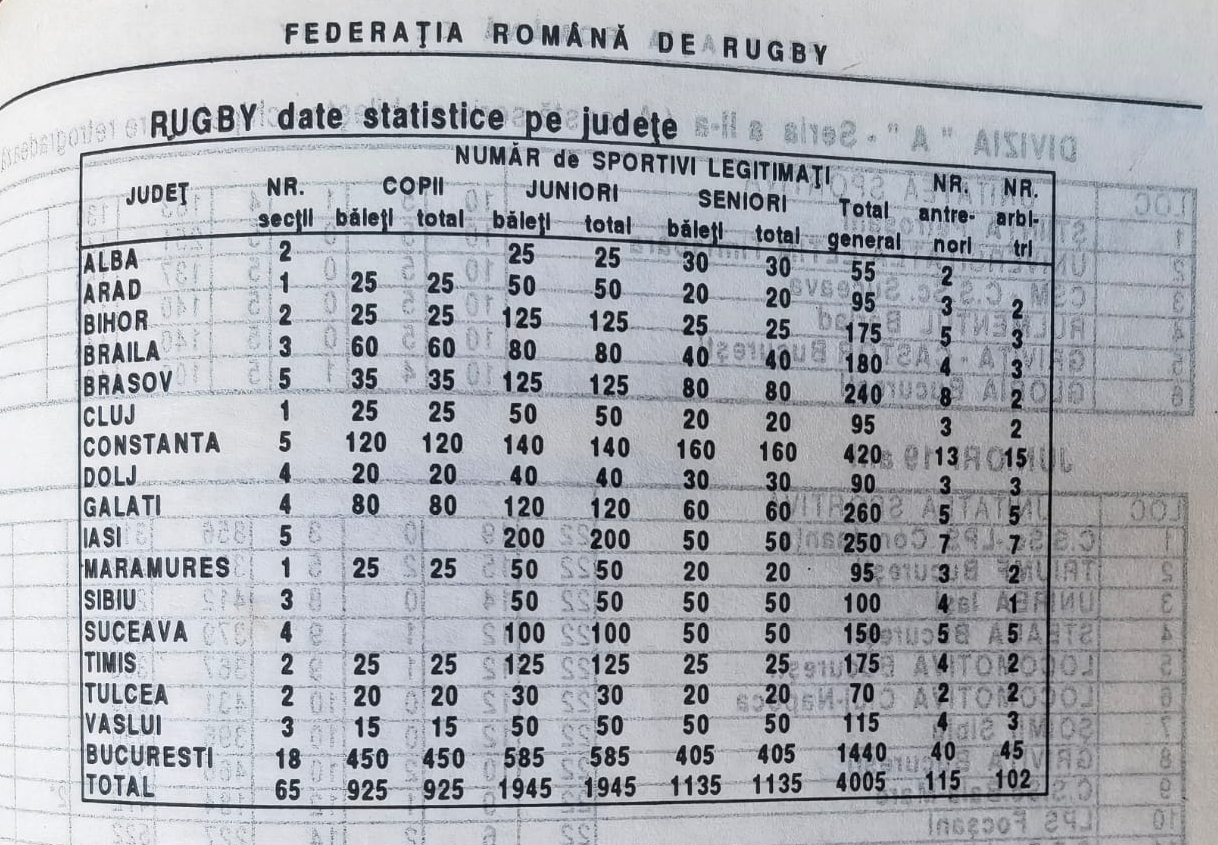 FEDERAŢIA ROMÂNĂ DE RUGBY
RUGBY date statistice pe judeţe
NUMĂR de SPORTIVI LEGITIMAŢI
JUDEŢ NR. COPII JUNIORI SENIORI Total NR. NR.
secţii băieţi total băieţi total băieţi total general antre- arbi-
nori tri
ALBA 2 25 25 30 30 55 2
ARAD 1 25 25 50 50 20 20 95 3 2
BIHOR 2 25 25 125 125 25 25 175 5 3
BRAILA 3 60 60 80 80 40 40 180 4 3
BRASOV 5 35 35 125 125 80 80 240 8 2
CLUJ 1 25 25 50 50 20 20 95 3 2
CONSTANTA 5 120 120 140 140 160 160 420 13 15
DOLJ 4 20 20 40 40 30 30 90 3 3
GALATI 4 80 80 120 120 60 60 260 5 5
IASI 5 200 200 50 50 250 7 7
MARAMURES 1 25 25 50 50 20 20 95 3 2
SIBIU 3 50 50 50 50 100 4 1
SUCEAVA 4 100 100 50 50 150 5 5
TIMIS 2 25 25 125 125 25 25 175 4 2
TULCEA 2 20 20 30 30 20 20 70 2 2
VASLUI 3 15 15 50 50 50 50 115 4 3
BUCURESTI 18 450 450 585 585 405 405 1440 40 45
TOTAL 65 925 925 1945 1945 1135 1135 4005 115 102